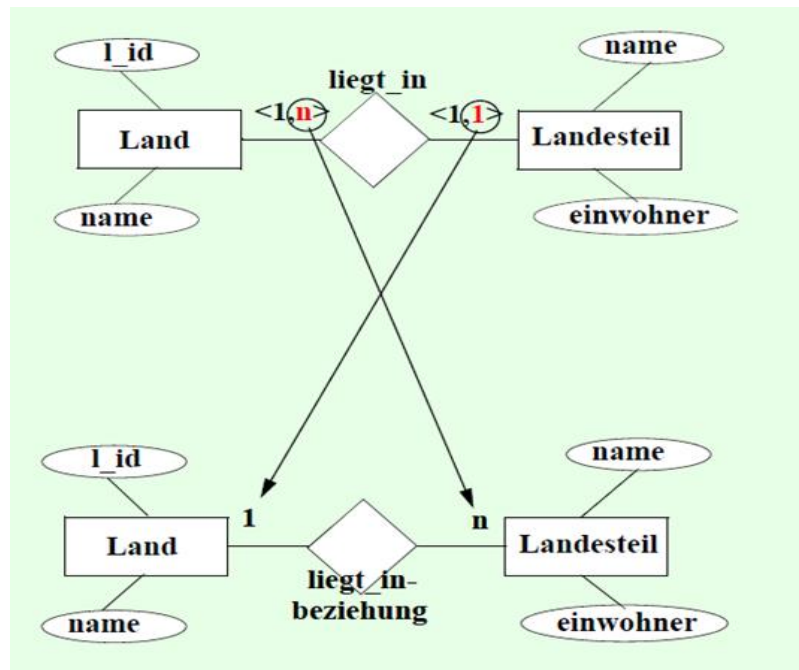 l_id
name
liegt_in
<1,n>
<1,1>
Land
Landesteil
name
einwohner
l_id
name
1
n
Land
Landesteil
liegt_in-
beziehung
name
einwohner